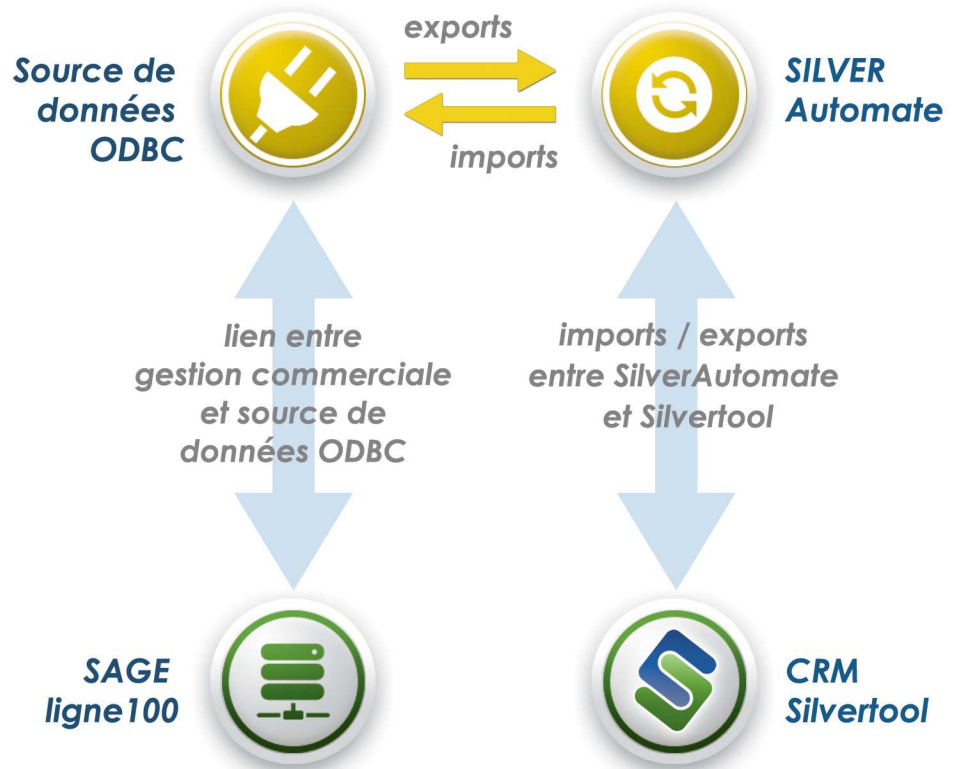 exports
Source de
données
ODBC
SILVER
Automate
imports
lien entre
gestion commerciale
et source de
données ODBC
imports / exports
entre SilverAutomate
et Silvertool
SAGE
ligne100
CRM
Silvertool